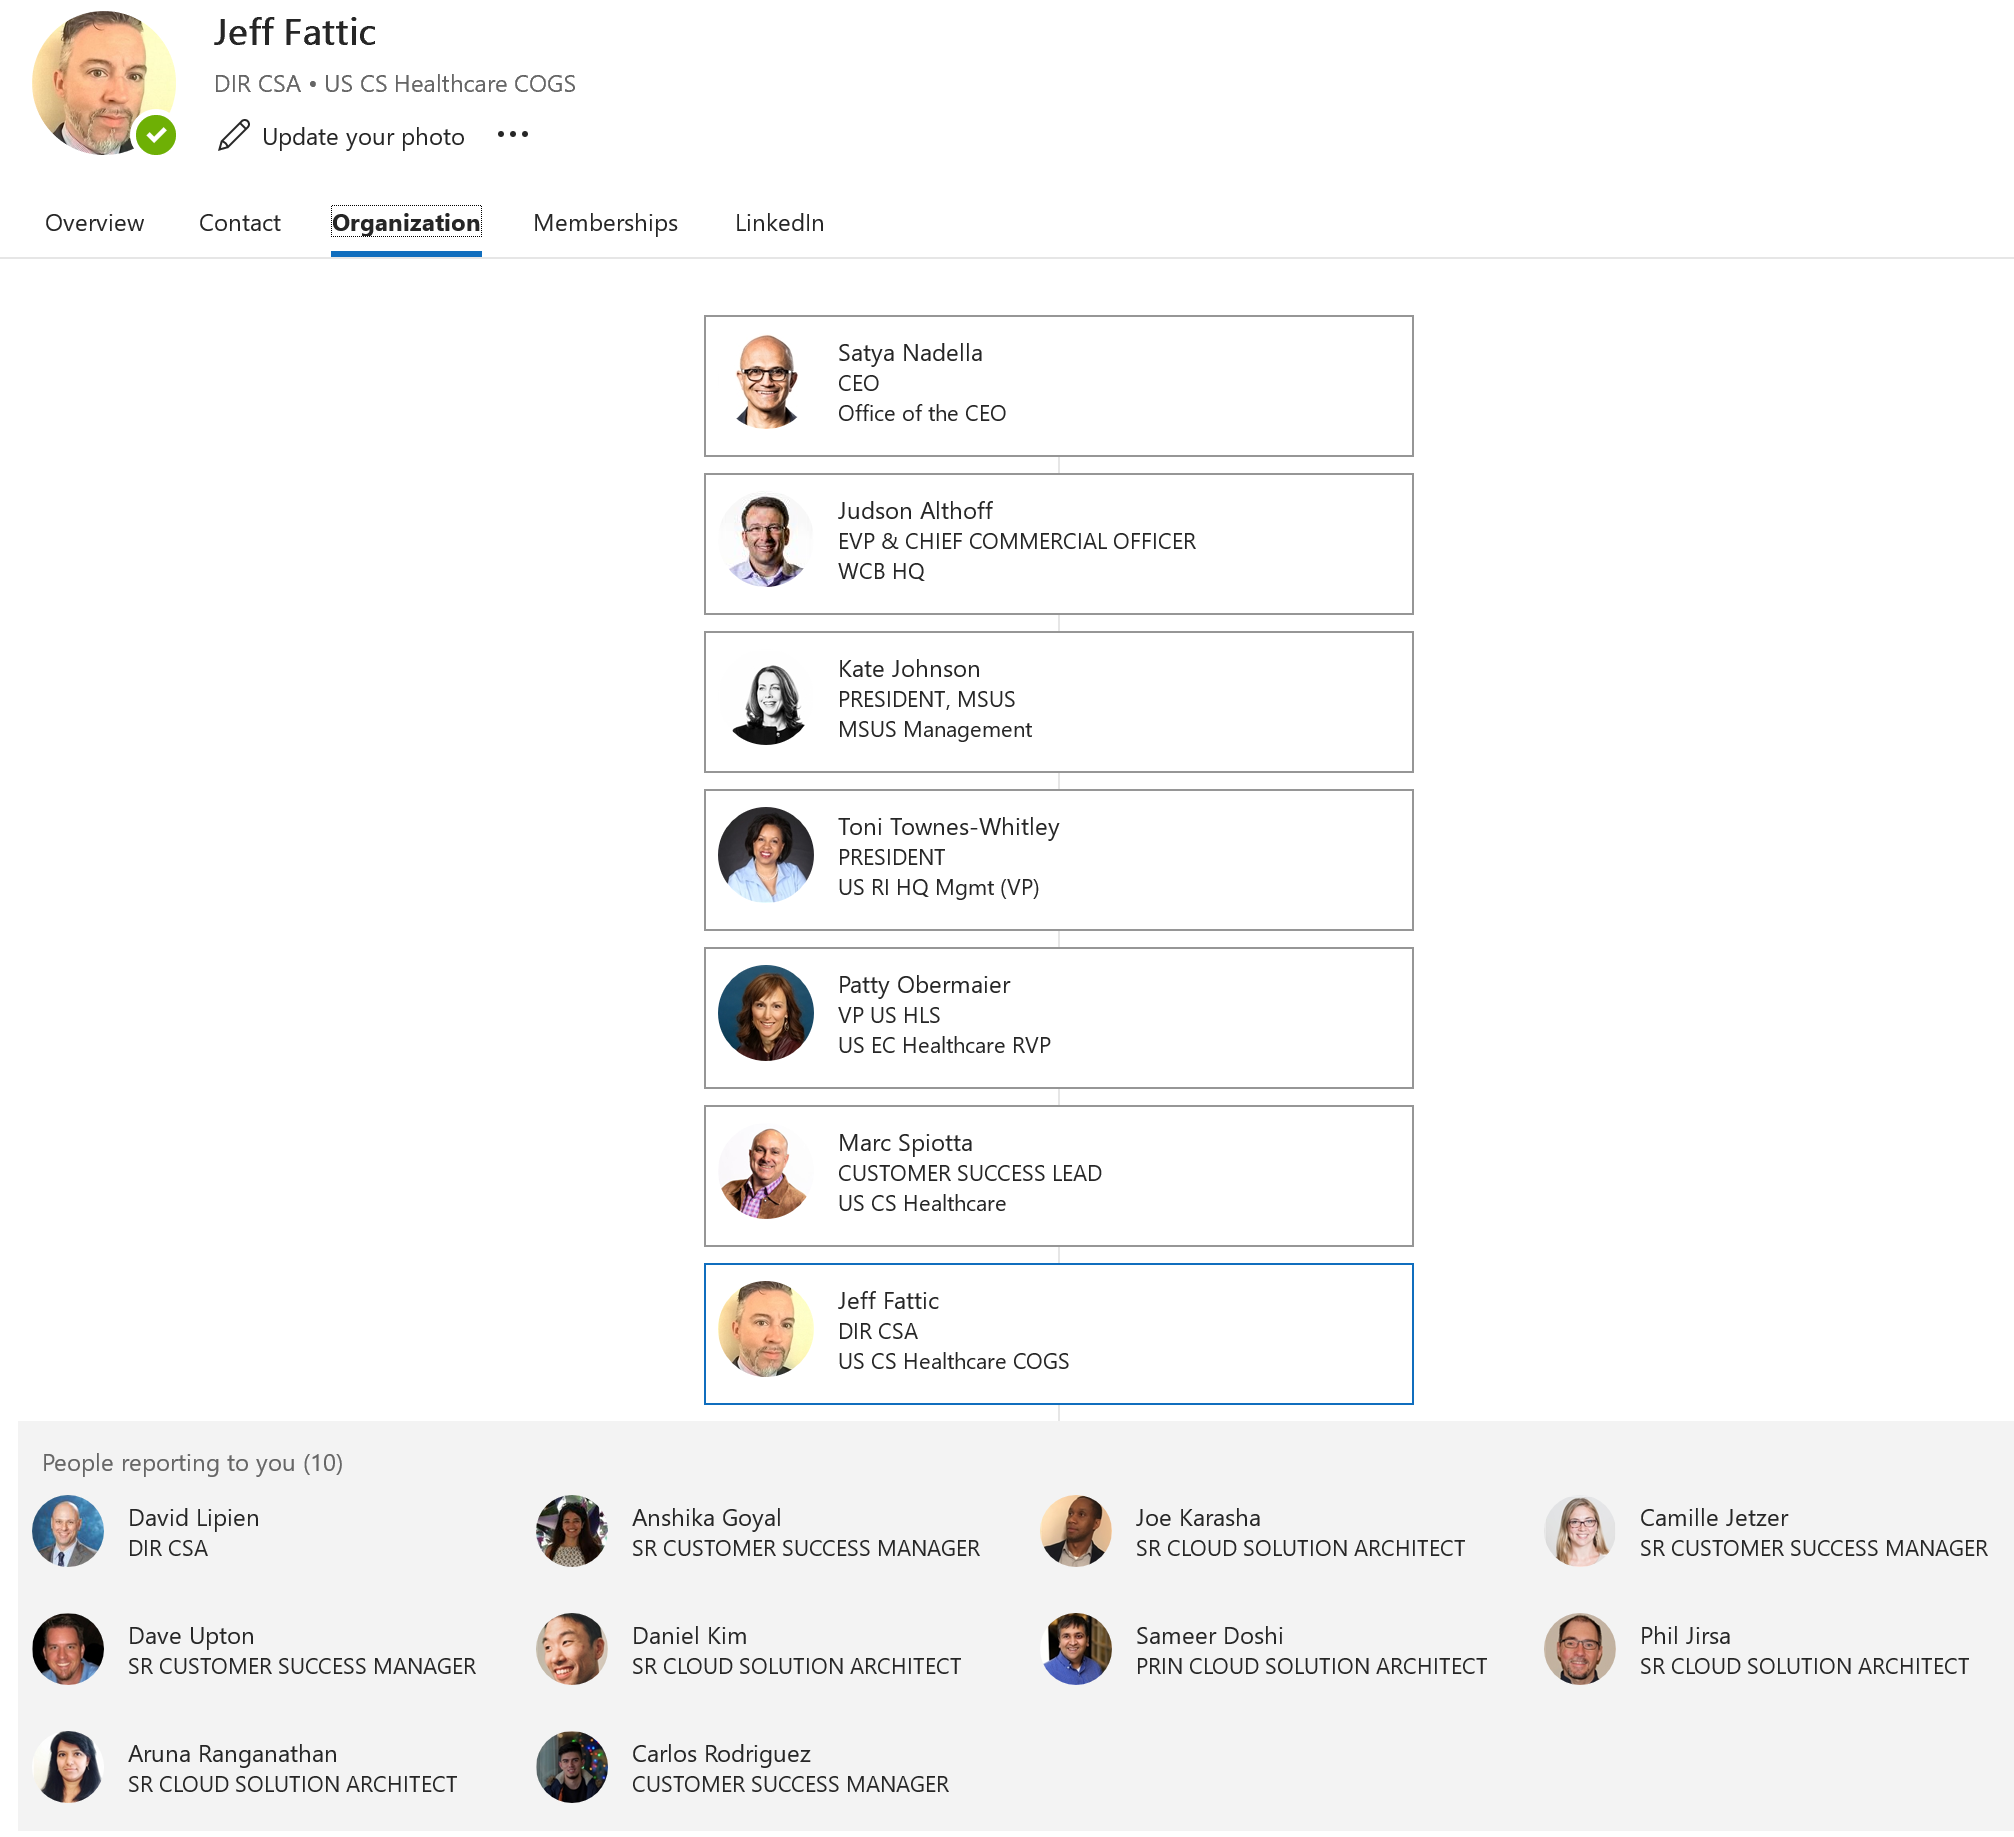 Jeff Fattic
DIR CSA • US CS Healthcare COGS
Update your photo
Overview Contact Organization Memberships LinkedIn
Satya Nadella
CEO
Office of the CEO
Judson Althoff
EVP & CHIEF COMMERCIAL OFFICER
WCB HQ
Kate Johnson
PRESIDENT, MSUS
MSUS Management
Toni Townes-Whitley
PRESIDENT
US RI HQ Mgmt (VP)
Patty Obermaier
VP US HLS
US EC Healthcare RVP
Marc Spiotta
CUSTOMER SUCCESS LEAD
US CS Healthcare
Jeff Fattic
DIR CSA
US CS Healthcare COGS
People reporting to you (10)
David Lipien
DIR CSA
Anshika Goyal
SR CUSTOMER SUCCESS MANAGER
Joe Karasha
SR CLOUD SOLUTION ARCHITECT
Camille Jetzer
SR CUSTOMER SUCCESS MANAGER
Dave Upton
SR CUSTOMER SUCCESS MANAGER
Daniel Kim
SR CLOUD SOLUTION ARCHITECT
Sameer Doshi
PRIN CLOUD SOLUTION ARCHITECT
Phil Jirsa
SR CLOUD SOLUTION ARCHITECT
Aruna Ranganathan
SR CLOUD SOLUTION ARCHITECT
Carlos Rodriguez
CUSTOMER SUCCESS MANAGER